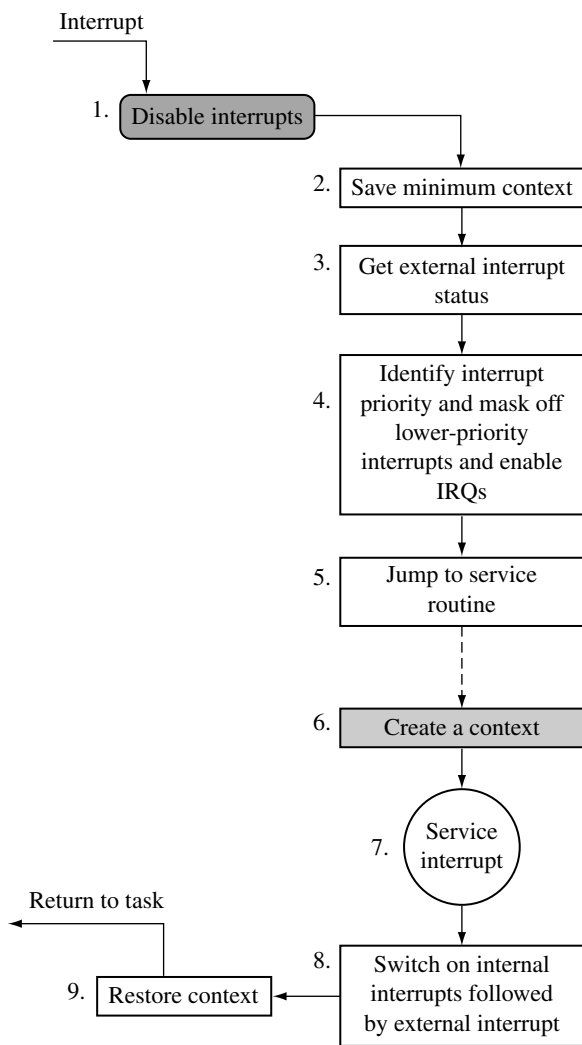 Interrupt
1. Disable interrupts
2. Save minimum context
3. Get external interrupt
status
Identify interrupt
4. priority and mask off
lower-priority
interrupts and enable
IRQs
5. Jump to service
routine
6. Create a context
7. Service
interrupt
8. Switch on internal
interrupts followed
by external interrupt
9. Restore context
Return to task